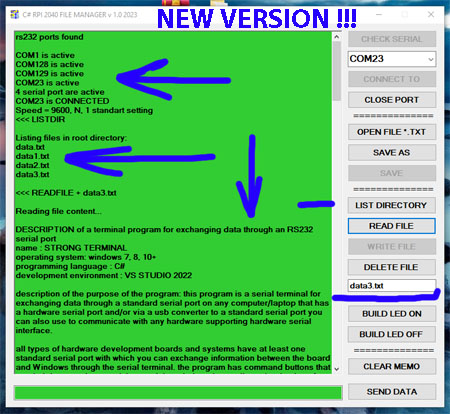 C# RPI 2040 FILE MANAGER v 1.0 2023
NEW VERSION !!!
rs232 ports found
COM1 is active
COM128 is active
COM129 is active
COM23 is active
4 serial port are active
COM23 is CONNECTED
Speed = 9600, N, 1 standart setting
<<< LISTDIR
Listing files in root directory:
data.txt
data1.txt
data2.txt
data3.txt
<<< READFILE + data3.txt
Reading file content...
DESCRIPTION of a terminal program for exchanging data through an RS232
serial port
name : STRONG TERMINAL
operating system: windows 7, 8, 10+
programming language : C#
development environment : VS STUDIO 2022
description of the purpose of the program: this program is a serial terminal for
exchanging data through a standard serial port on any computer/laptop that has
a hardware serial port and/or via a usb converter to a standard serial port you
can also use to communicate with any hardware supporting hardware serial
interface.
all types of hardware development boards and systems have at least one
standard serial port with which you can exchange information between the board
and Windows through the serial terminal. the program has command buttons that
CHECK SERIAL
COM23
CONNECT TO
CLOSE PORT
==============
OPEN FILE *.TXT
SAVE AS
SAVE
==============
LIST DIRECTORY
READ FILE
WRITE FILE
DELETE FILE
data3.txt
BUILD LED ON
BUILD LED OFF
==============
CLEAR MEMO
SEND DATA